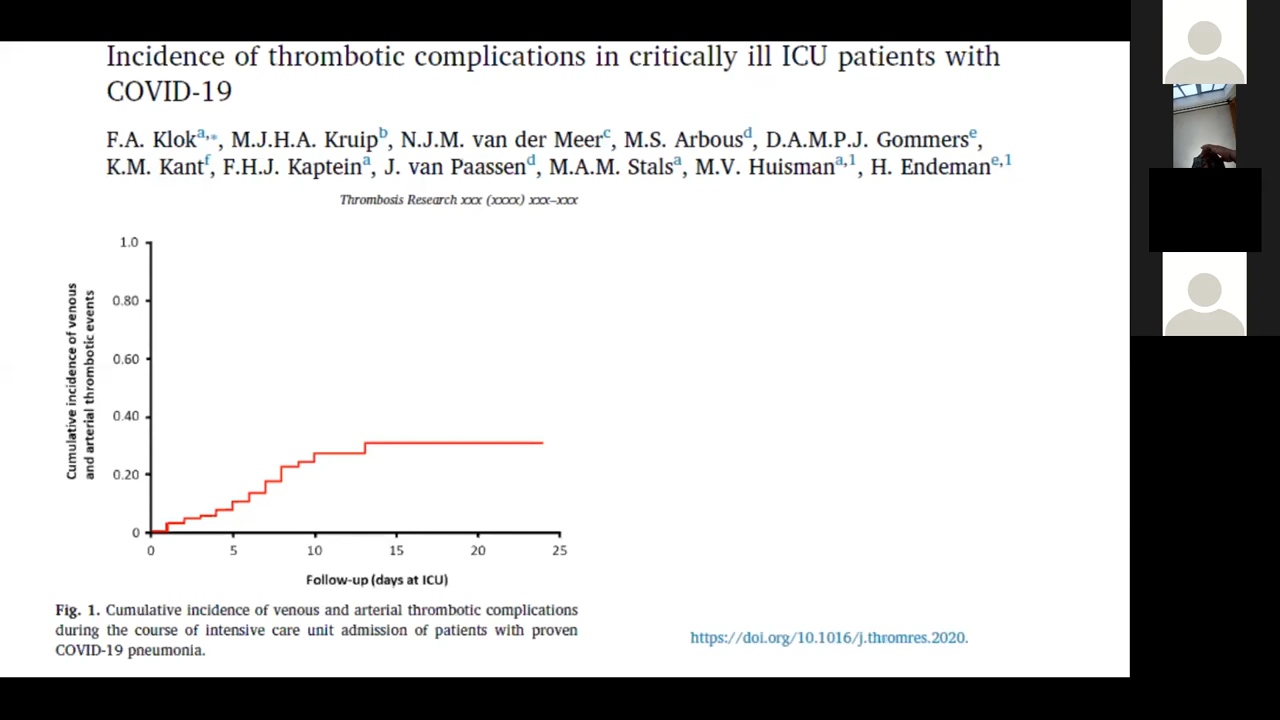 Incidence of thrombotic complications in critically ill ICU patients with
COVID-19
F.A. Klok^a,*, M.J.H.A. Kruip^b, N.J.M. van der Meer^c, M.S. Arbous^d, D.A.M.P.J. Gommers^e,
K.M. Kant^f, F.H.J. Kaptein^a, J. van Paassen^d, M.A.M. Stals^a, M.V. Huisman^a,1, H. Endeman^e,1
Thrombosis Research xxx (xxxx) xxx–xxx
Cumulative incidence of venous
and arterial thrombotic events
1.0
0.80
0.60
0.40
0.20
0
0 5 10 15 20 25
Follow-up (days at ICU)
Fig. 1. Cumulative incidence of venous and arterial thrombotic complications
during the course of intensive care unit admission of patients with proven
COVID-19 pneumonia.
https://doi.org/10.1016/j.thromres.2020.